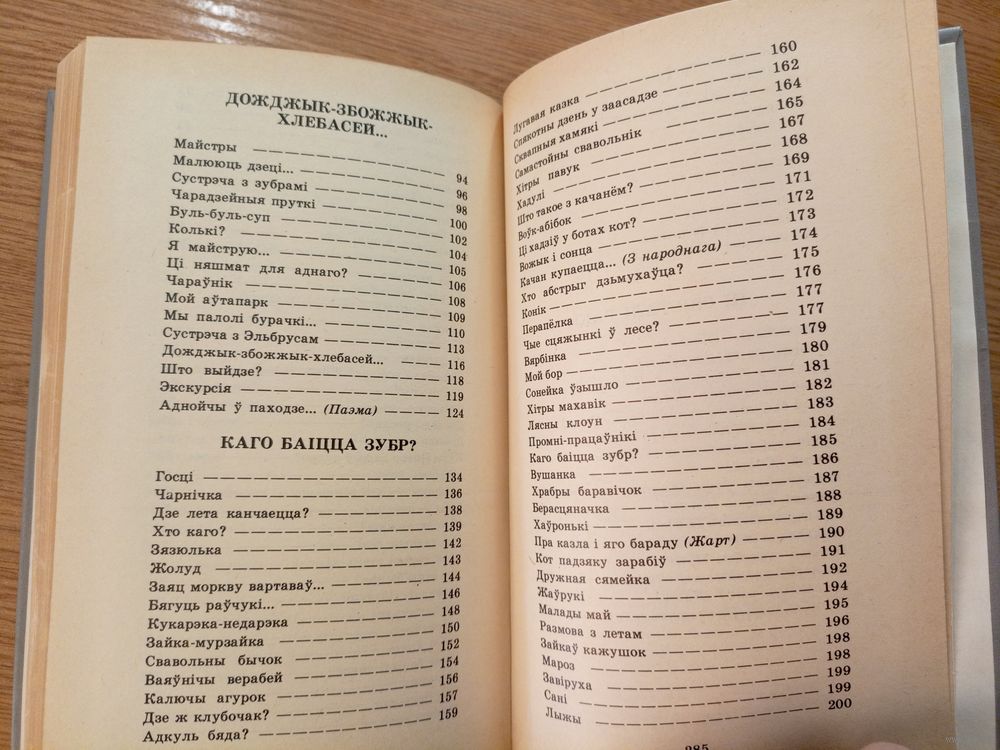 ДОЖДЖЫК-ЗБОЖЖЫК-
ХЛЕБАСЕЙ...
Майстры 94
Малююць дзеці... 96
Сустрэча з зубрамі 98
Чарадзейныя пруткі 100
Буль-буль-суп 102
Колькі? 104
Я майструю... 105
Ці няшмат для аднаго? 106
Чараўнік 108
Мой аўтапарк 109
Мы палолі бурачкі... 110
Сустрэча з Эльбрусам 113
Дожджык-збожжык-хлебасей... 116
Што выйдзе? 118
Экскурсія 119
Аднойчы ў паходзе... (Паэма) 124
КАГО БАІЦЦА ЗУБР?
Госці 134
Чарнічка 136
Дзе лета канчаецца? 138
Хто каго? 139
Зязюлька 142
Жолуд 143
Заяц моркву вартаваў... 144
Бягуць раўчукі... 146
Кукарэка-недарэка 148
Зайка-мурзайка 150
Свавольны бычок 152
Ваяўнічы верабей 154
Калючы агурок 156
Дзе ж клубочак? 157
Адкуль бяда? 159
Лугавая казка 160
Спякотны дзень у заасадзе 162
Сквапныя хамякі 164
Самастойны свавольнік 165
Хітры павук 167
Хадулі 168
Што такое з качанём? 169
Воўк-абібок 171
Ці хадзіў у ботах кот? 172
Вожык і сонца 173
Качан купаецца... (З народнага) 174
Хто абстрыг дзьмухаўца? 175
Конік 176
Перапёлка 177
Чые сцяжынкі ў лесе? 177
Вярбінка 179
Мой бор 180
Сонейка ўзышло 181
Хітры махавік 182
Лясны клоун 183
Промні-працаўнікі 184
Каго баіцца зубр? 185
Вушанка 186
Храбры баравічок 187
Берасцяначка 188
Хаўронькі 189
Пра казла і яго бараду (Жарт) 190
Кот падзяку зарабіў 191
Дружная сямейка 192
Жаўрукі 194
Малады май 195
Размова з летам 196
Зайкаў кажушок 198
Мароз 198
Завіруха 199
Сані 199
Лыжы 200
285